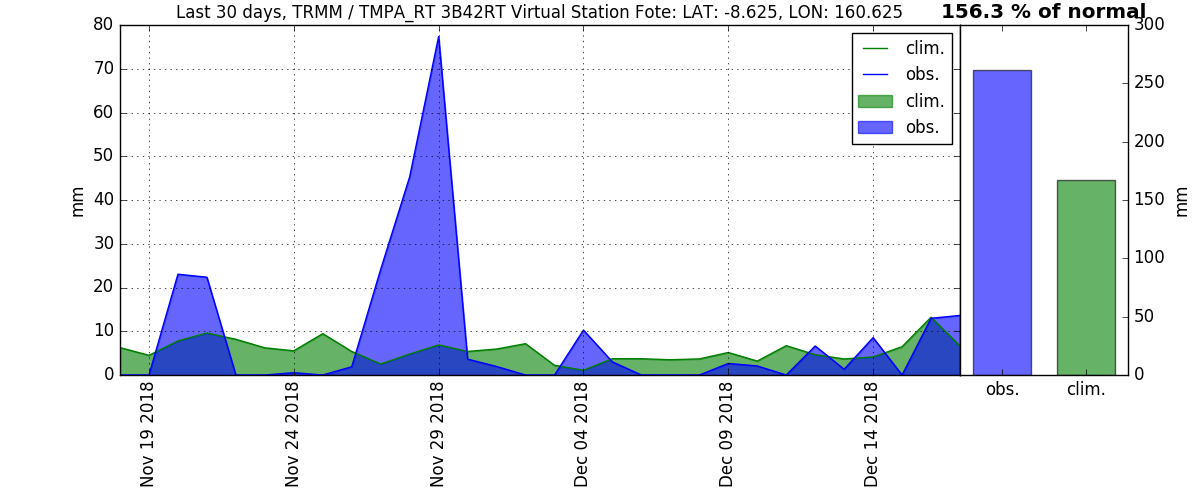 Last 30 days, TRMM / TMPA_RT 3B42RT Virtual Station Fote: LAT: -8.625, LON: 160.625
156.3 % of normal
80
70
60
50
40
30
20
10
0
mm
clim.
obs.
clim.
obs.
Nov 19 2018
Nov 24 2018
Nov 29 2018
Dec 04 2018
Dec 09 2018
Dec 14 2018
300
250
200
150
100
50
0
mm
obs.
clim.